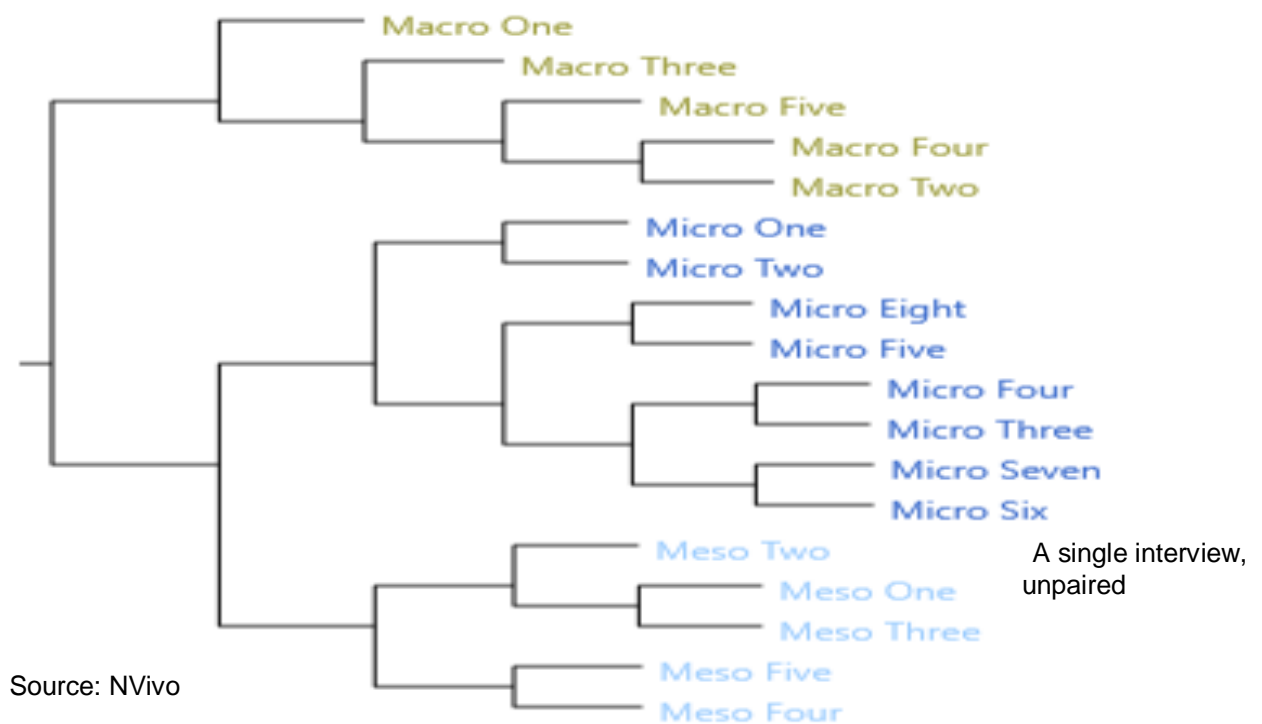 Macro One
Macro Three
Macro Five
Macro Four
Macro Two
Micro One
Micro Two
Micro Eight
Micro Five
Micro Four
Micro Three
Micro Seven
Micro Six
Meso Two
A single interview,
unpaired
Meso One
Meso Three
Meso Five
Source: NVivo
Meso Four